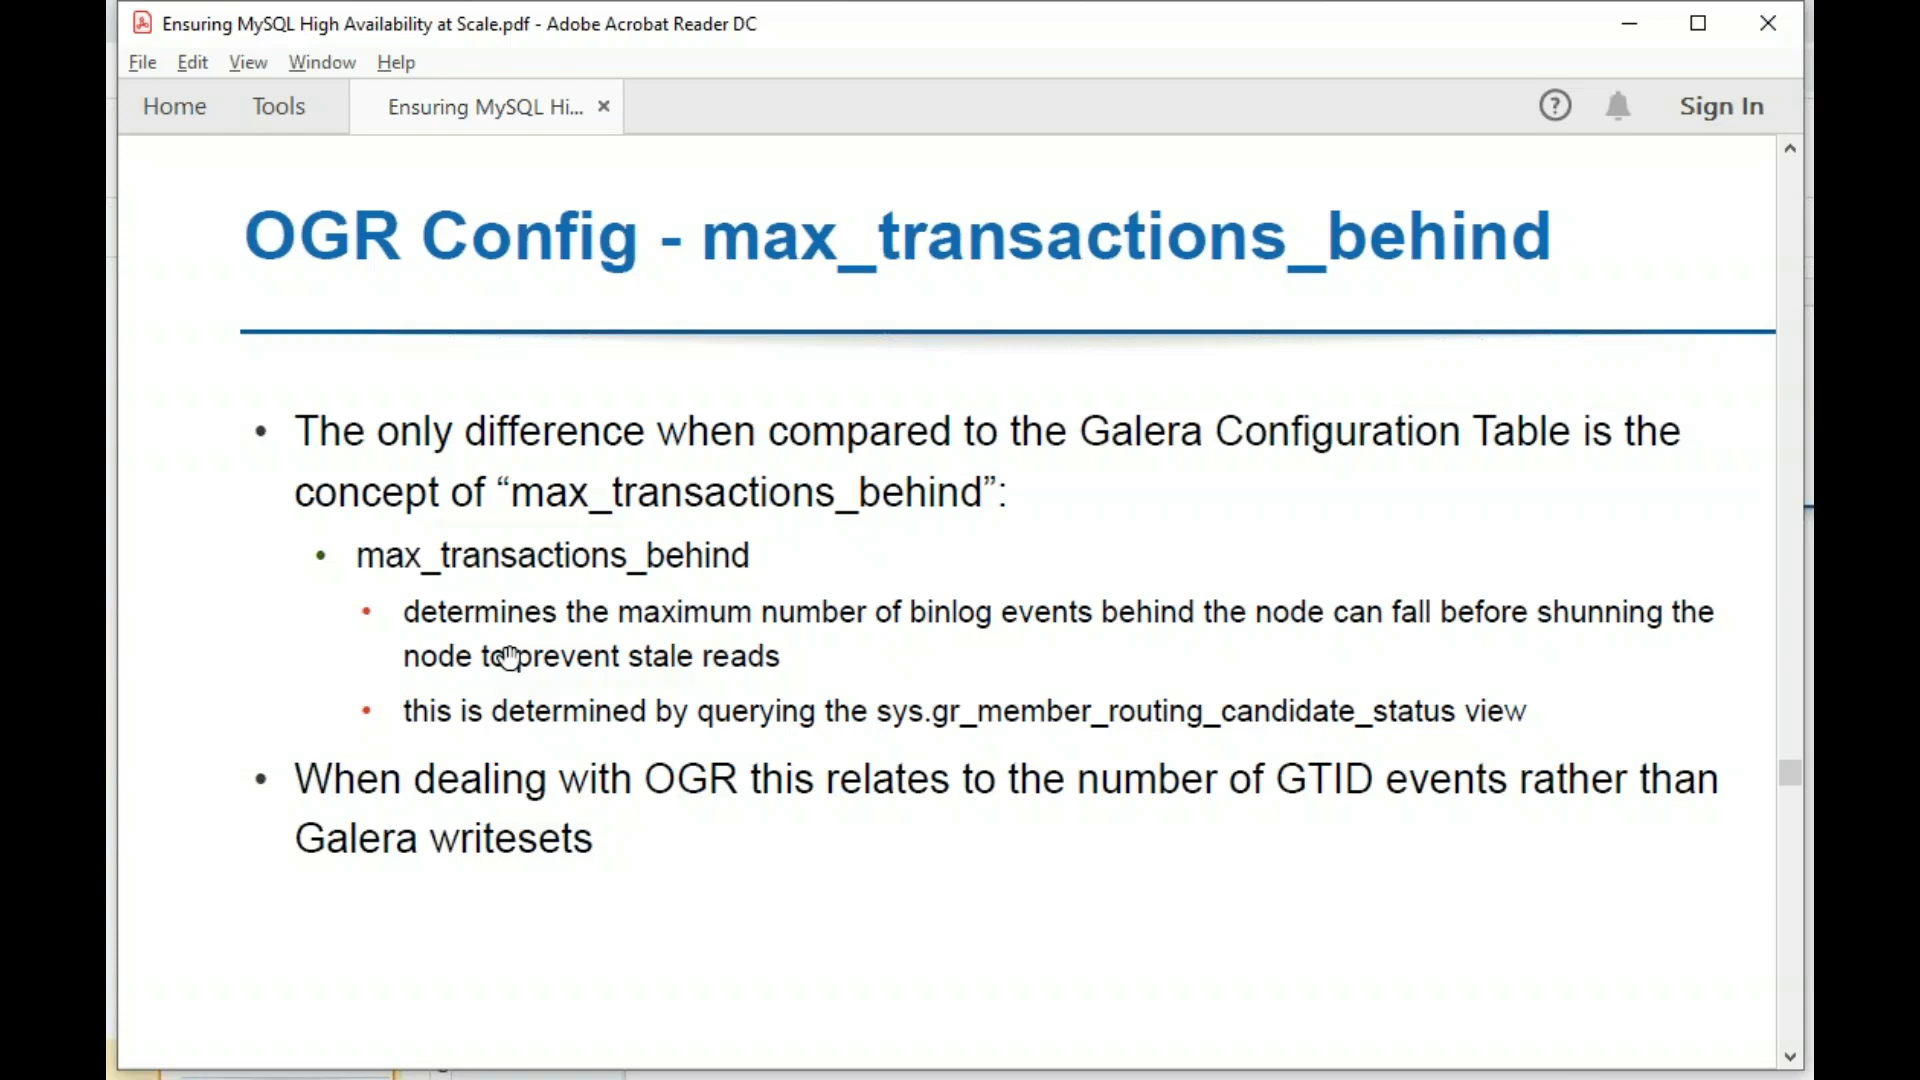 Ensuring MySQL High Availability at Scale.pdf - Adobe Acrobat Reader DC
File Edit View Window Help
Home Tools Ensuring MySQL Hi... Sign In
OGR Config - max_transactions_behind
• The only difference when compared to the Galera Configuration Table is the
concept of “max_transactions_behind”:
• max_transactions_behind
• determines the maximum number of binlog events behind the node can fall before shunning the
node to prevent stale reads
• this is determined by querying the sys.gr_member_routing_candidate_status view
• When dealing with OGR this relates to the number of GTID events rather than
Galera writesets